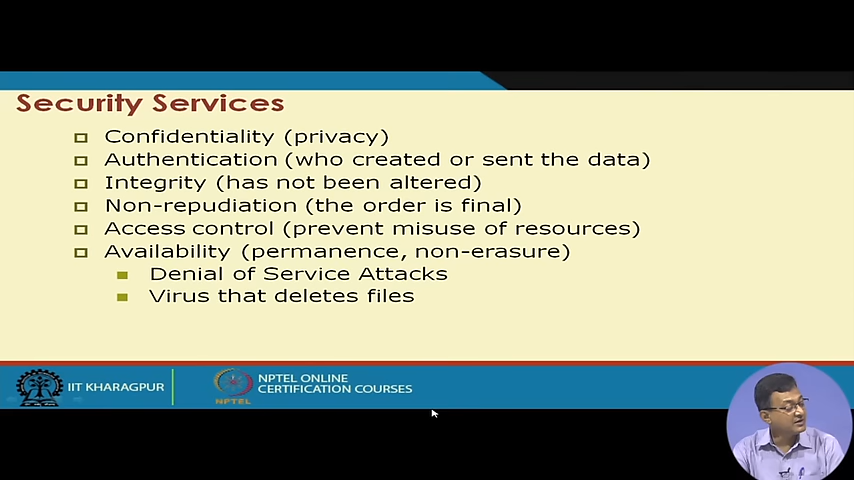 Security Services
Confidentiality (privacy)
Authentication (who created or sent the data)
Integrity (has not been altered)
Non-repudiation (the order is final)
Access control (prevent misuse of resources)
Availability (permanence, non-erasure)
Denial of Service Attacks
Virus that deletes files
IIT KHARAGPUR
NPTEL ONLINE
CERTIFICATION COURSES
NPTEL